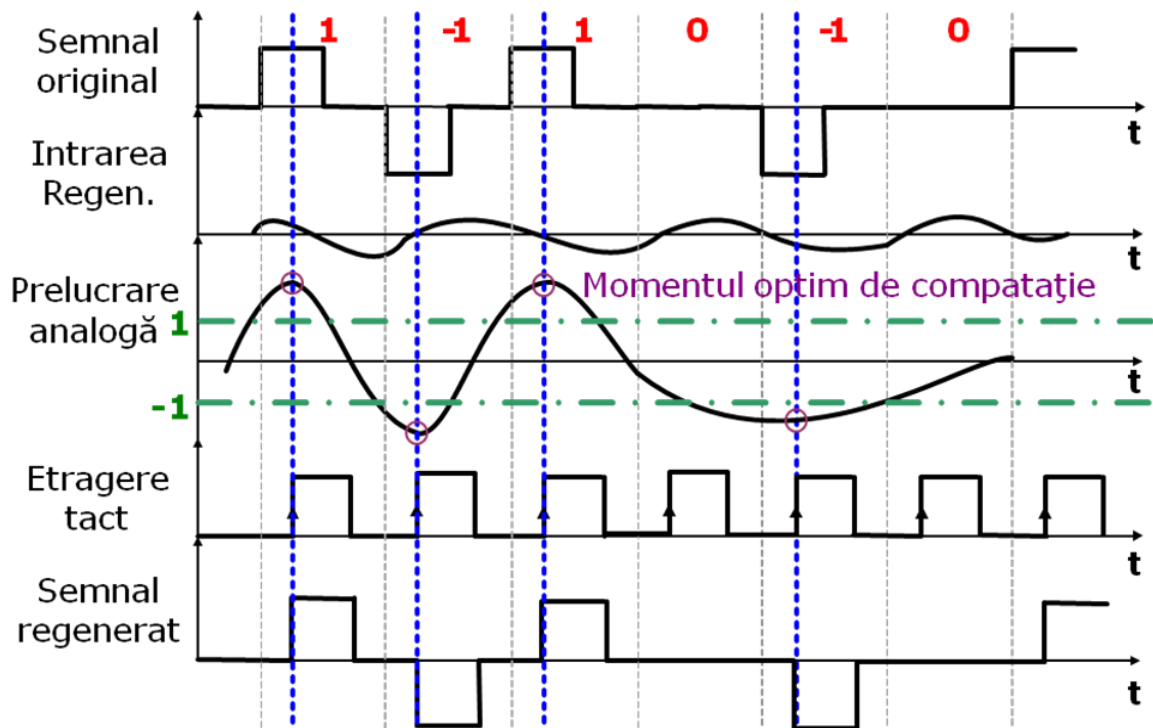 1 -1 1 0 -1 0
Semnal
original
t
Intrarea
Regen.
t
Prelucrare
analogă
Momentul optim de compataţie
1
t
-1
Etragere
tact
t
Semnal
regenerat
t